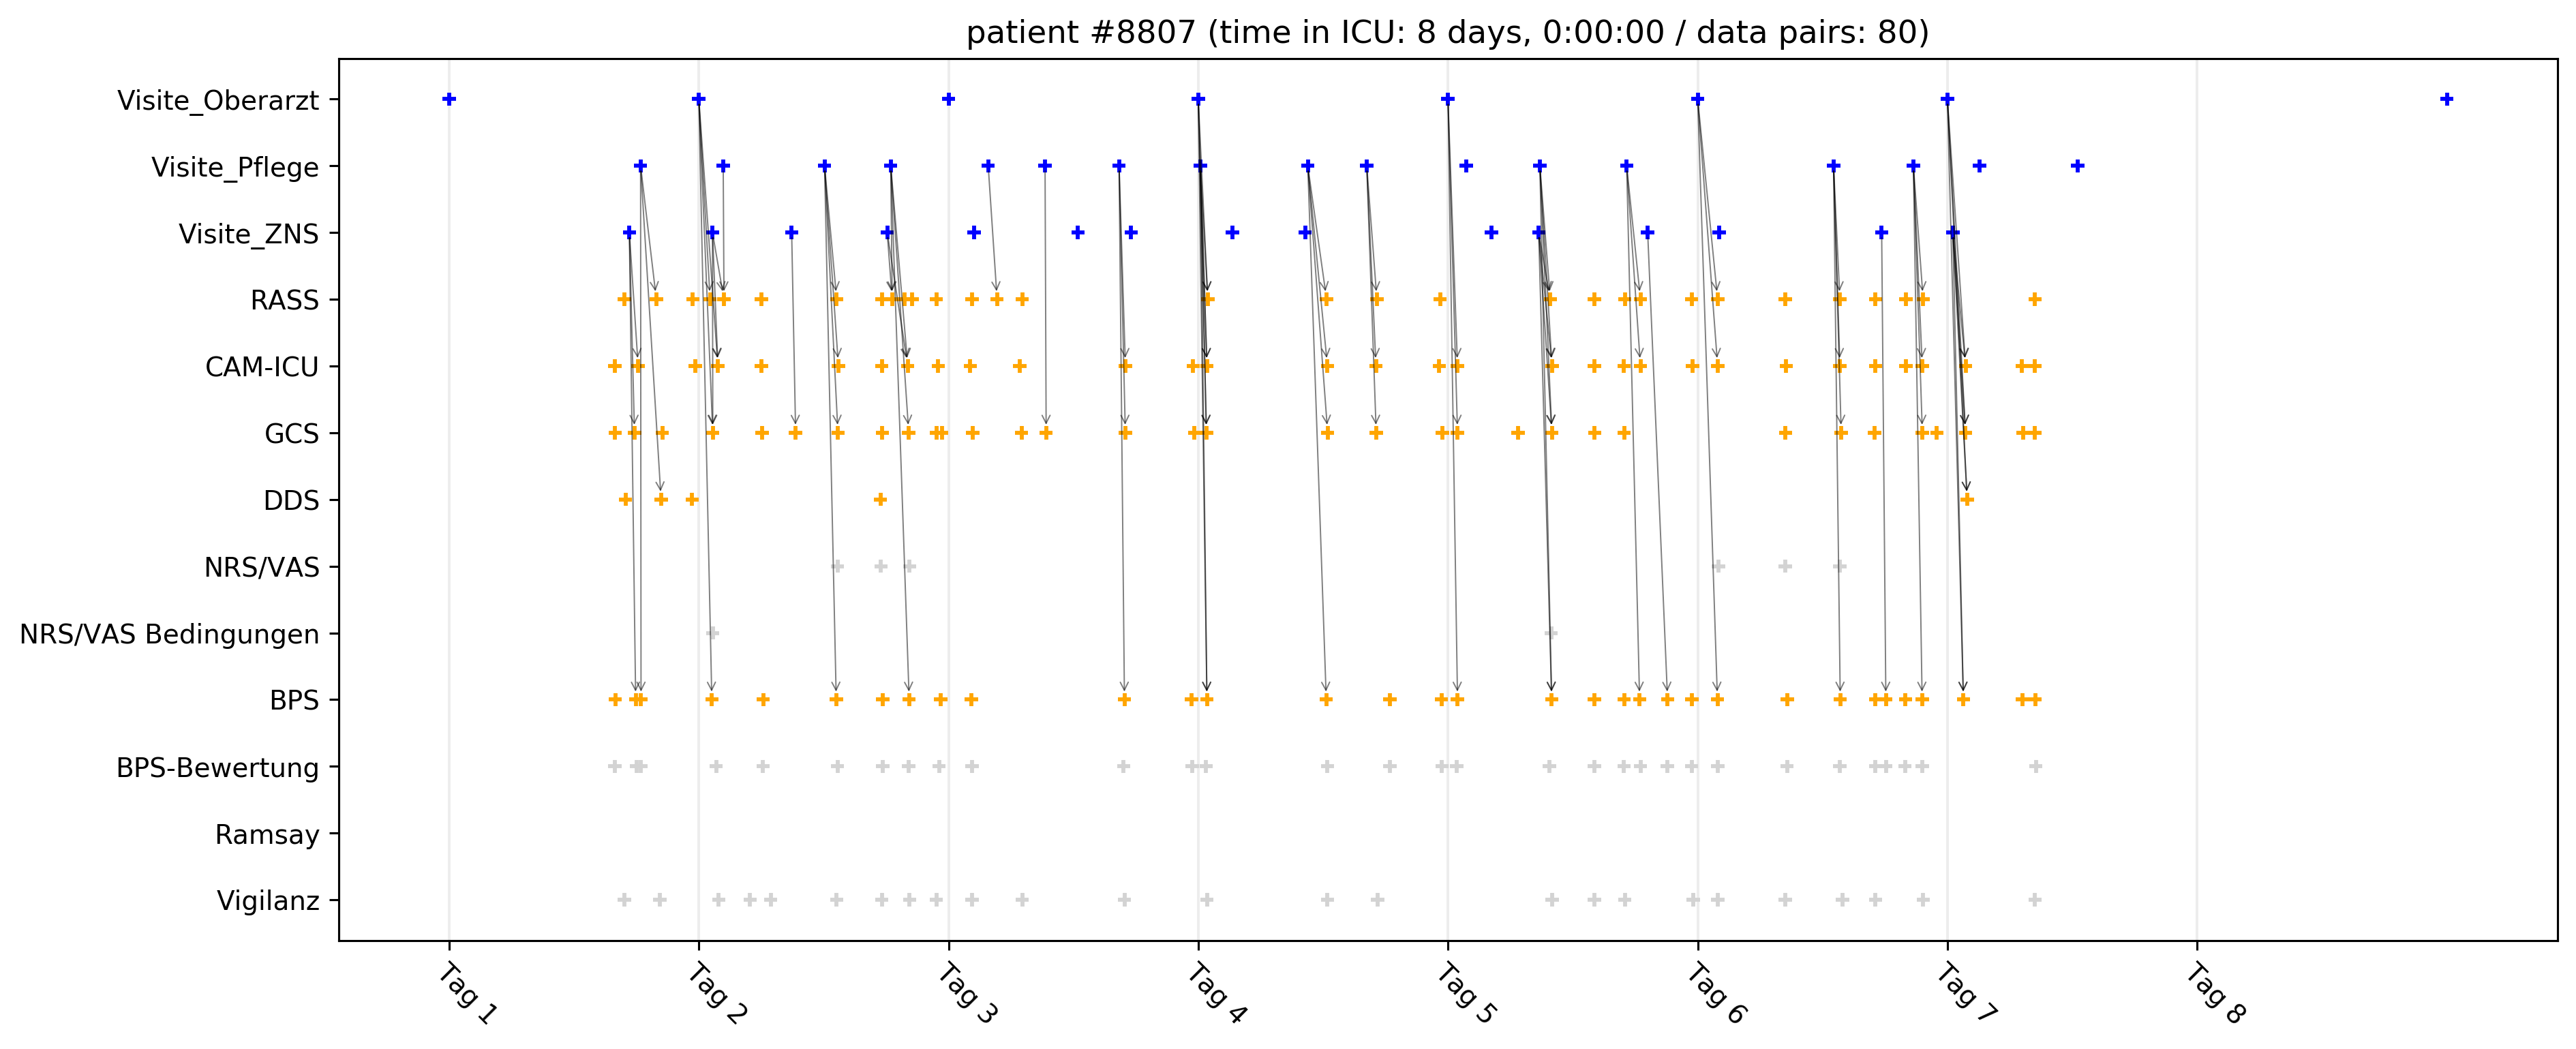 patient #8807 (time in ICU: 8 days, 0:00:00 / data pairs: 80)
Visite_Oberarzt
Visite_Pflege
Visite_ZNS
RASS
CAM-ICU
GCS
DDS
NRS/VAS
NRS/VAS Bedingungen
BPS
BPS-Bewertung
Ramsay
Vigilanz
Tag 1
Tag 2
Tag 3
Tag 4
Tag 5
Tag 6
Tag 7
Tag 8